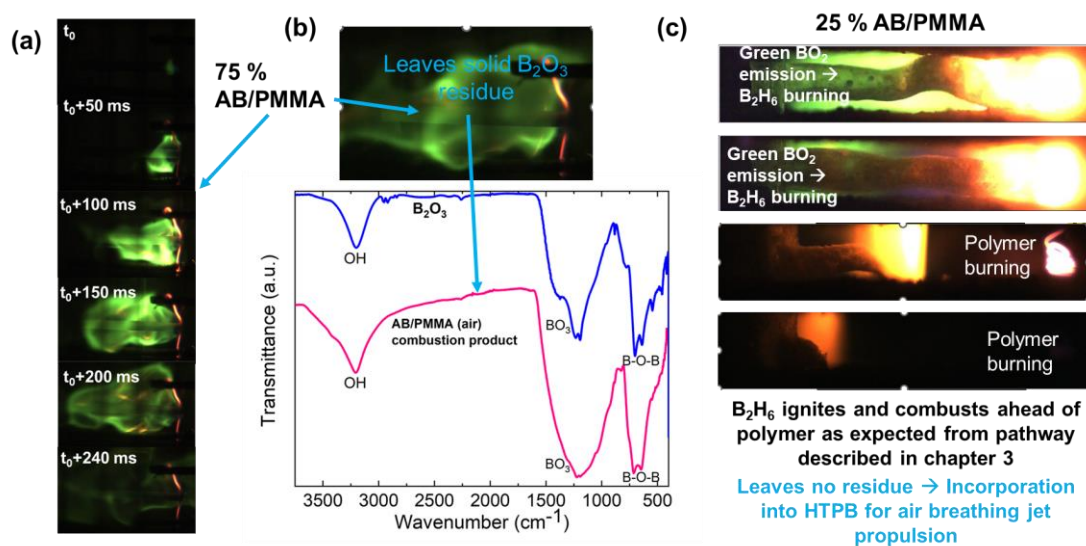 (a)
t₀
t₀+50 ms
t₀+100 ms
t₀+150 ms
t₀+200 ms
t₀+240 ms
75 %
AB/PMMA
(b)
Leaves solid B₂O₃
residue
B₂O₃
OH
BO₃
B-O-B
AB/PMMA (air)
combustion product
OH
BO₃
B-O-B
Transmittance (a.u.)
3500 3000 2500 2000 1500 1000 500
Wavenumber (cm⁻¹)
(c)
25 % AB/PMMA
Green BO₂
emission →
B₂H₆ burning
Green BO₂
emission →
B₂H₆ burning
Polymer
burning
Polymer
burning
B₂H₆ ignites and combusts ahead of
polymer as expected from pathway
described in chapter 3
Leaves no residue → Incorporation
into HTPB for air breathing jet
propulsion